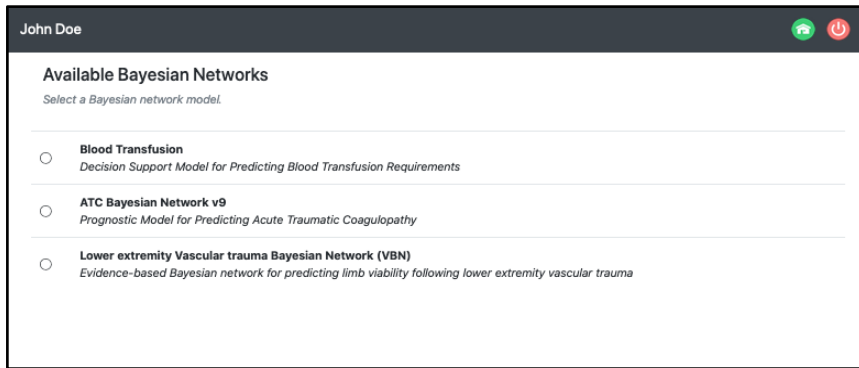 John Doe
Available Bayesian Networks
Select a Bayesian network model.
Blood Transfusion
Decision Support Model for Predicting Blood Transfusion Requirements
ATC Bayesian Network v9
Prognostic Model for Predicting Acute Traumatic Coagulopathy
Lower extremity Vascular trauma Bayesian Network (VBN)
Evidence-based Bayesian network for predicting limb viability following lower extremity vascular trauma